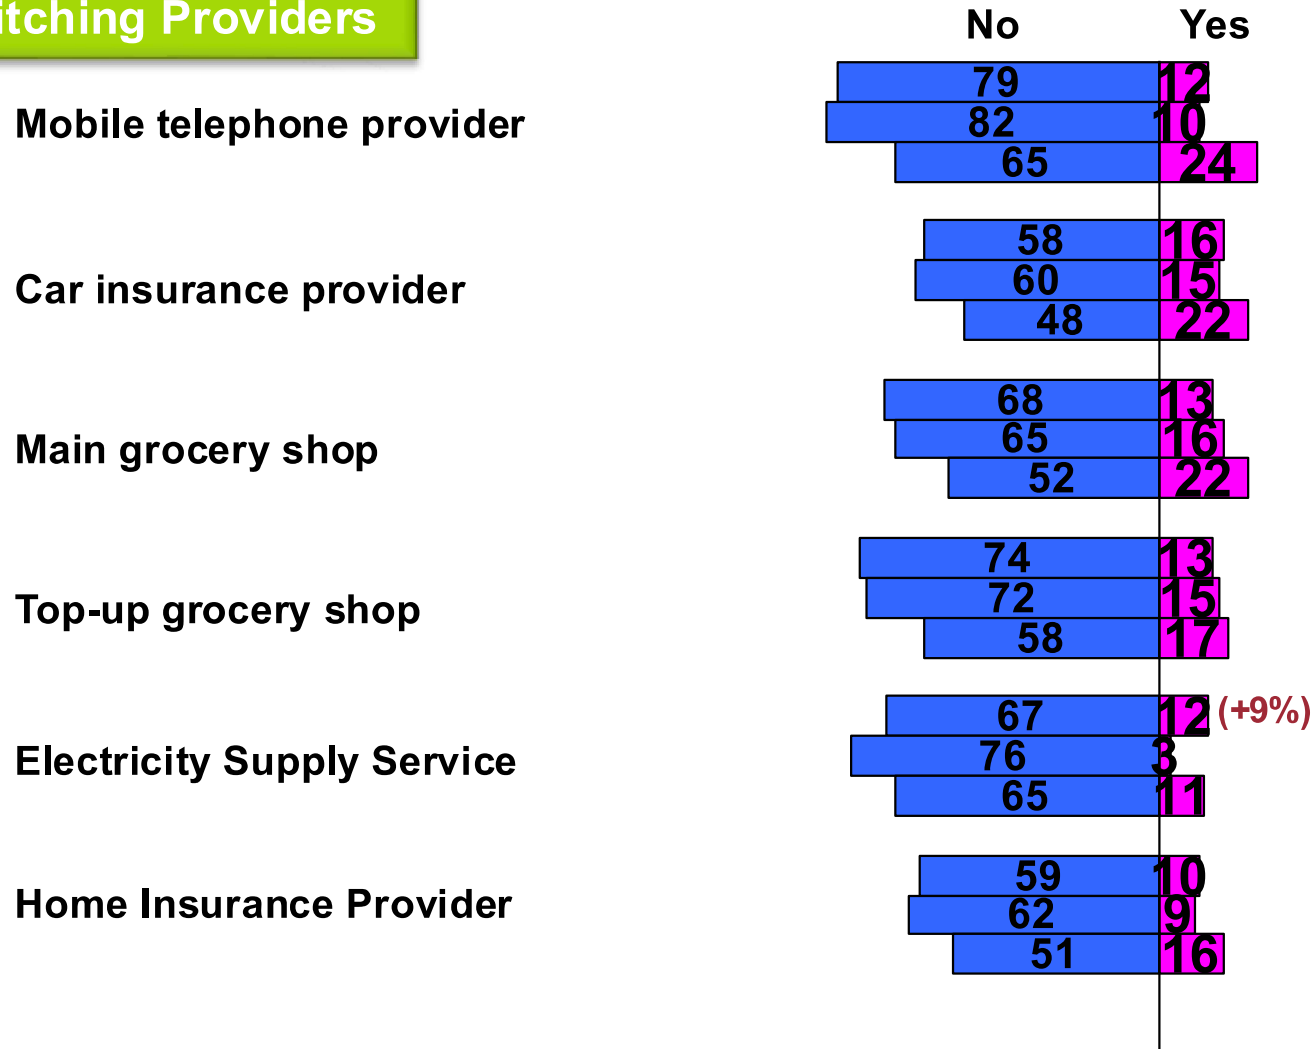 itching Providers
No Yes
79 12
Mobile telephone provider 82 10
65 24
58 16
Car insurance provider 60 15
48 22
68 13
Main grocery shop 65 16
52 22
74 13
Top-up grocery shop 72 15
58 17
67 12 (+9%)
Electricity Supply Service 76 3
65 11
59 10
Home Insurance Provider 62 9
51 16